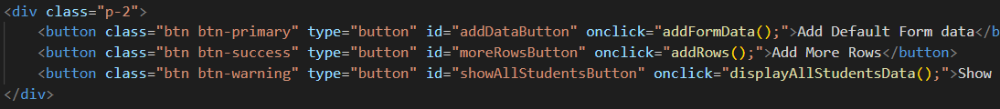 <div class="p-2">
<button class="btn btn-primary" type="button" id="addDataButton" onclick="addFormData();">Add Default Form data</b
<button class="btn btn-success" type="button" id="moreRowsButton" onclick="addRows();">Add More Rows</button>
<button class="btn btn-warning" type="button" id="showAllStudentsButton" onclick="displayAllStudentsData();">Show
</div>